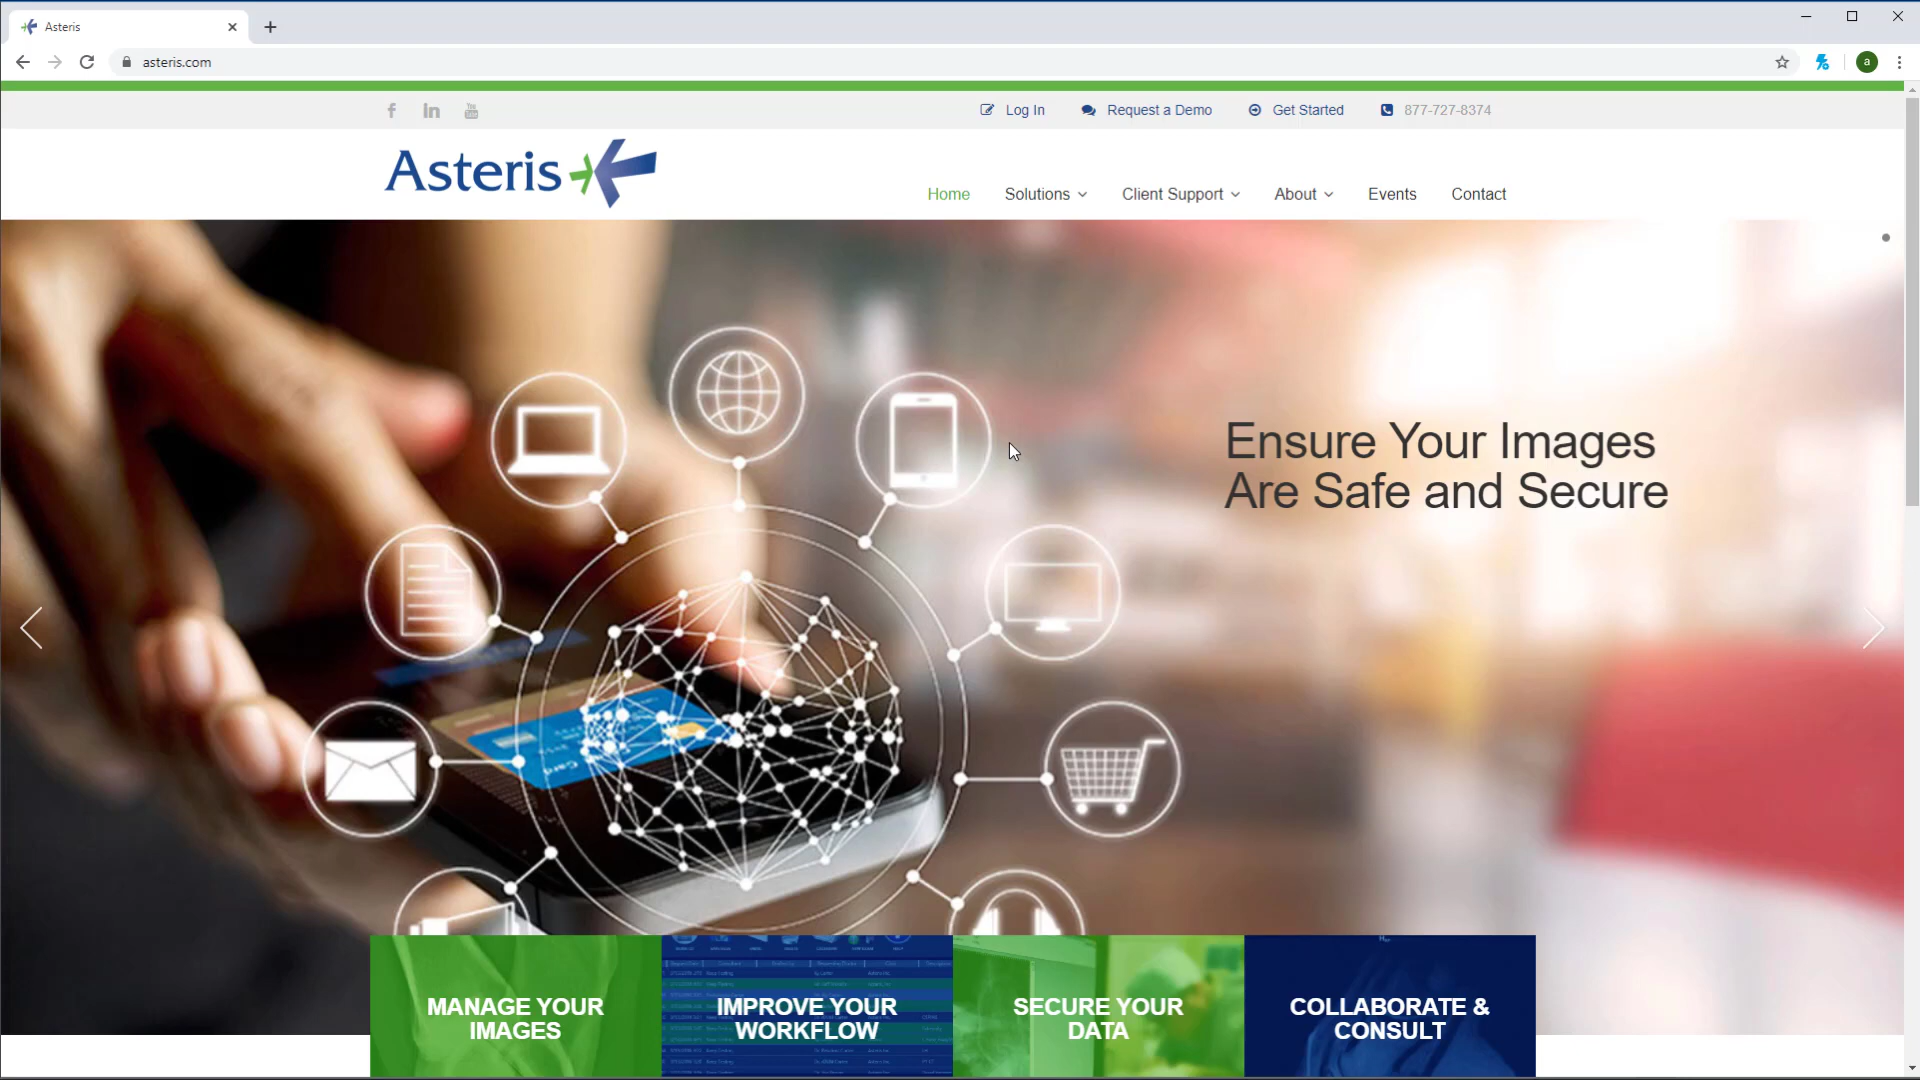 Asteris
asteris.com
a
Log In
Request a Demo
Get Started
877-727-8374
Asteris
Home
Solutions
Client Support
About
Events
Contact
Ensure Your Images
Are Safe and Secure
MANAGE YOUR
IMAGES
IMPROVE YOUR
WORKFLOW
SECURE YOUR
DATA
COLLABORATE &
CONSULT